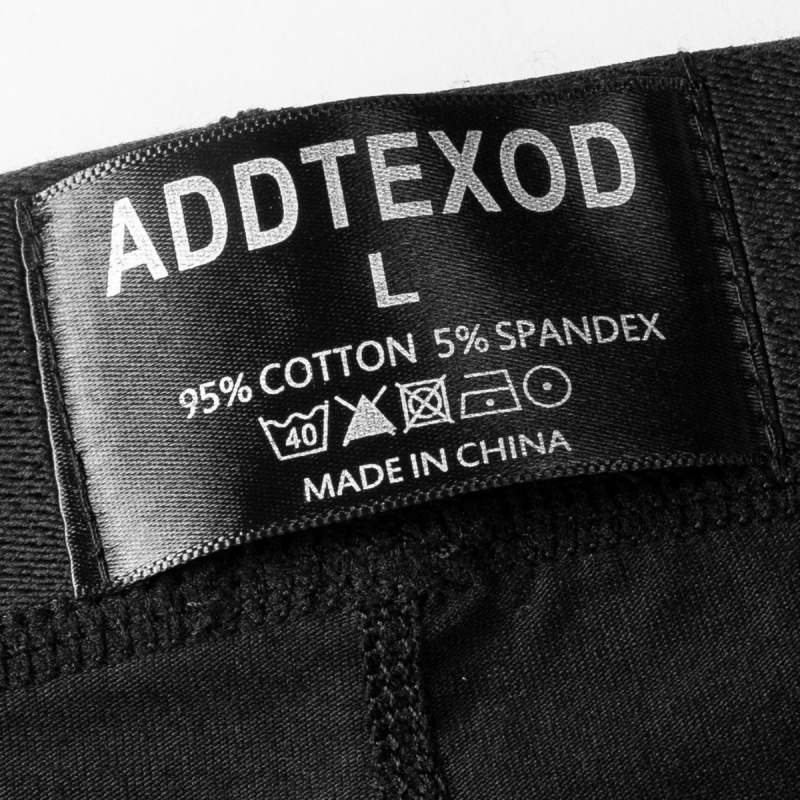 ADDTEXOD
L
95% COTTON 5% SPANDEX
40
MADE IN CHINA